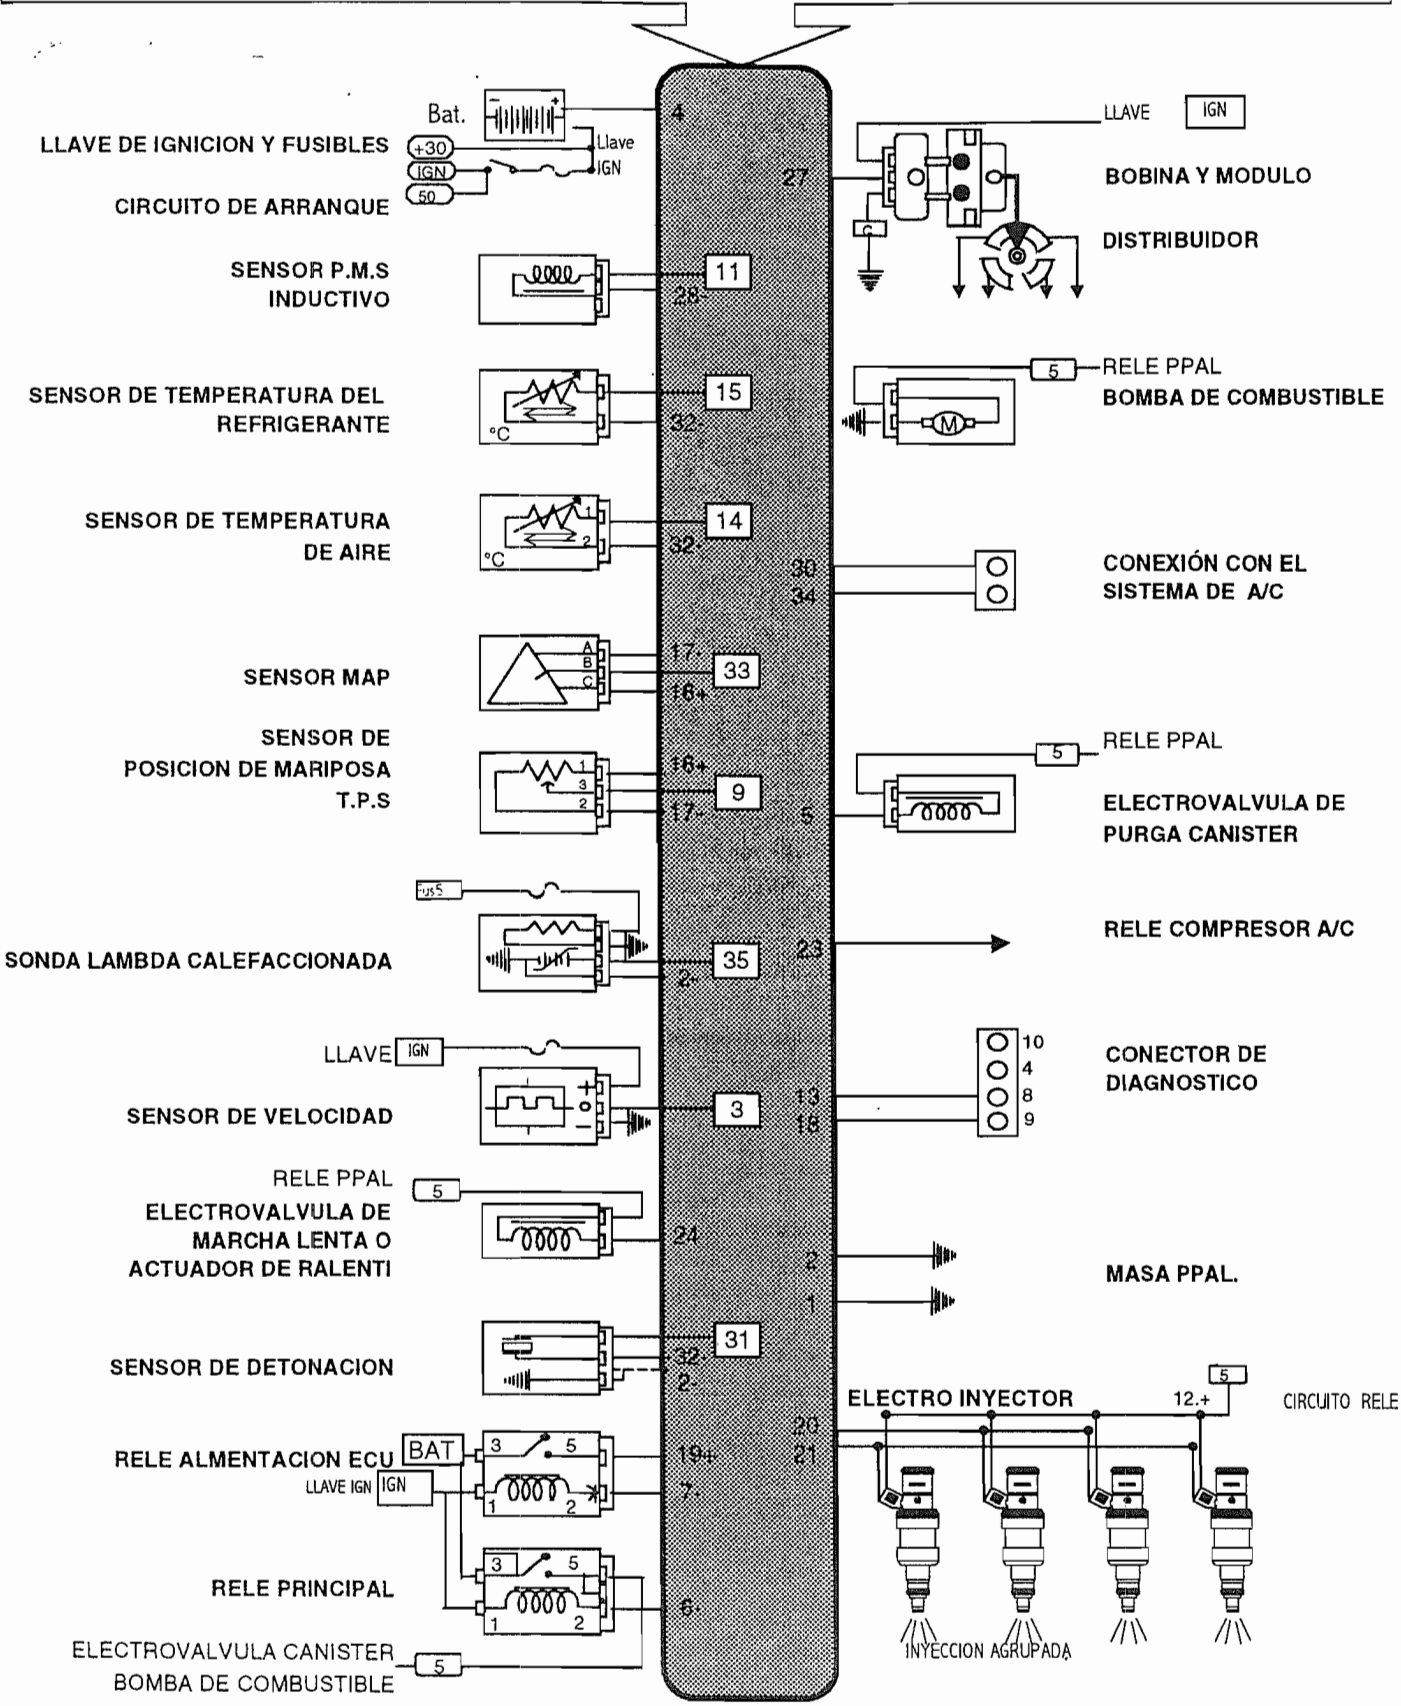 Bat.
- +
4
LLAVE DE IGNICION Y FUSIBLES
+30
Llave
IGN
IGN
50
CIRCUITO DE ARRANQUE
SENSOR P.M.S
INDUCTIVO
11
28-
SENSOR DE TEMPERATURA DEL
REFRIGERANTE
°C
15
32-
SENSOR DE TEMPERATURA
DE AIRE
°C
1
2
14
32-
SENSOR MAP
A
B
C
17-
33
16+
SENSOR DE
POSICION DE MARIPOSA
T.P.S
1
3
2
16+
9
17-
Fus5
SONDA LAMBDA CALEFACCIONADA
35
2-
LLAVE IGN
SENSOR DE VELOCIDAD
+
o
–
3
RELE PPAL
5
ELECTROVALVULA DE
MARCHA LENTA O
ACTUADOR DE RALENTI
24
SENSOR DE DETONACION
31
32-
2-
RELE ALMENTACION ECU BAT
LLAVE IGN IGN
3 5
1 2
19+
7-
RELE PRINCIPAL
3 5
1 2
6-
ELECTROVALVULA CANISTER
BOMBA DE COMBUSTIBLE
5
LLAVE IGN
27
BOBINA Y MODULO
C
DISTRIBUIDOR
5
RELE PPAL
BOMBA DE COMBUSTIBLE
M
30
34
CONEXIÓN CON EL
SISTEMA DE A/C
5
RELE PPAL
5
ELECTROVALVULA DE
PURGA CANISTER
23
RELE COMPRESOR A/C
10
4
8
9
13
18
CONECTOR DE
DIAGNOSTICO
2
1
MASA PPAL.
ELECTRO INYECTOR
12.+
5
CIRCUITO RELE
20
21
INYECCION AGRUPADA